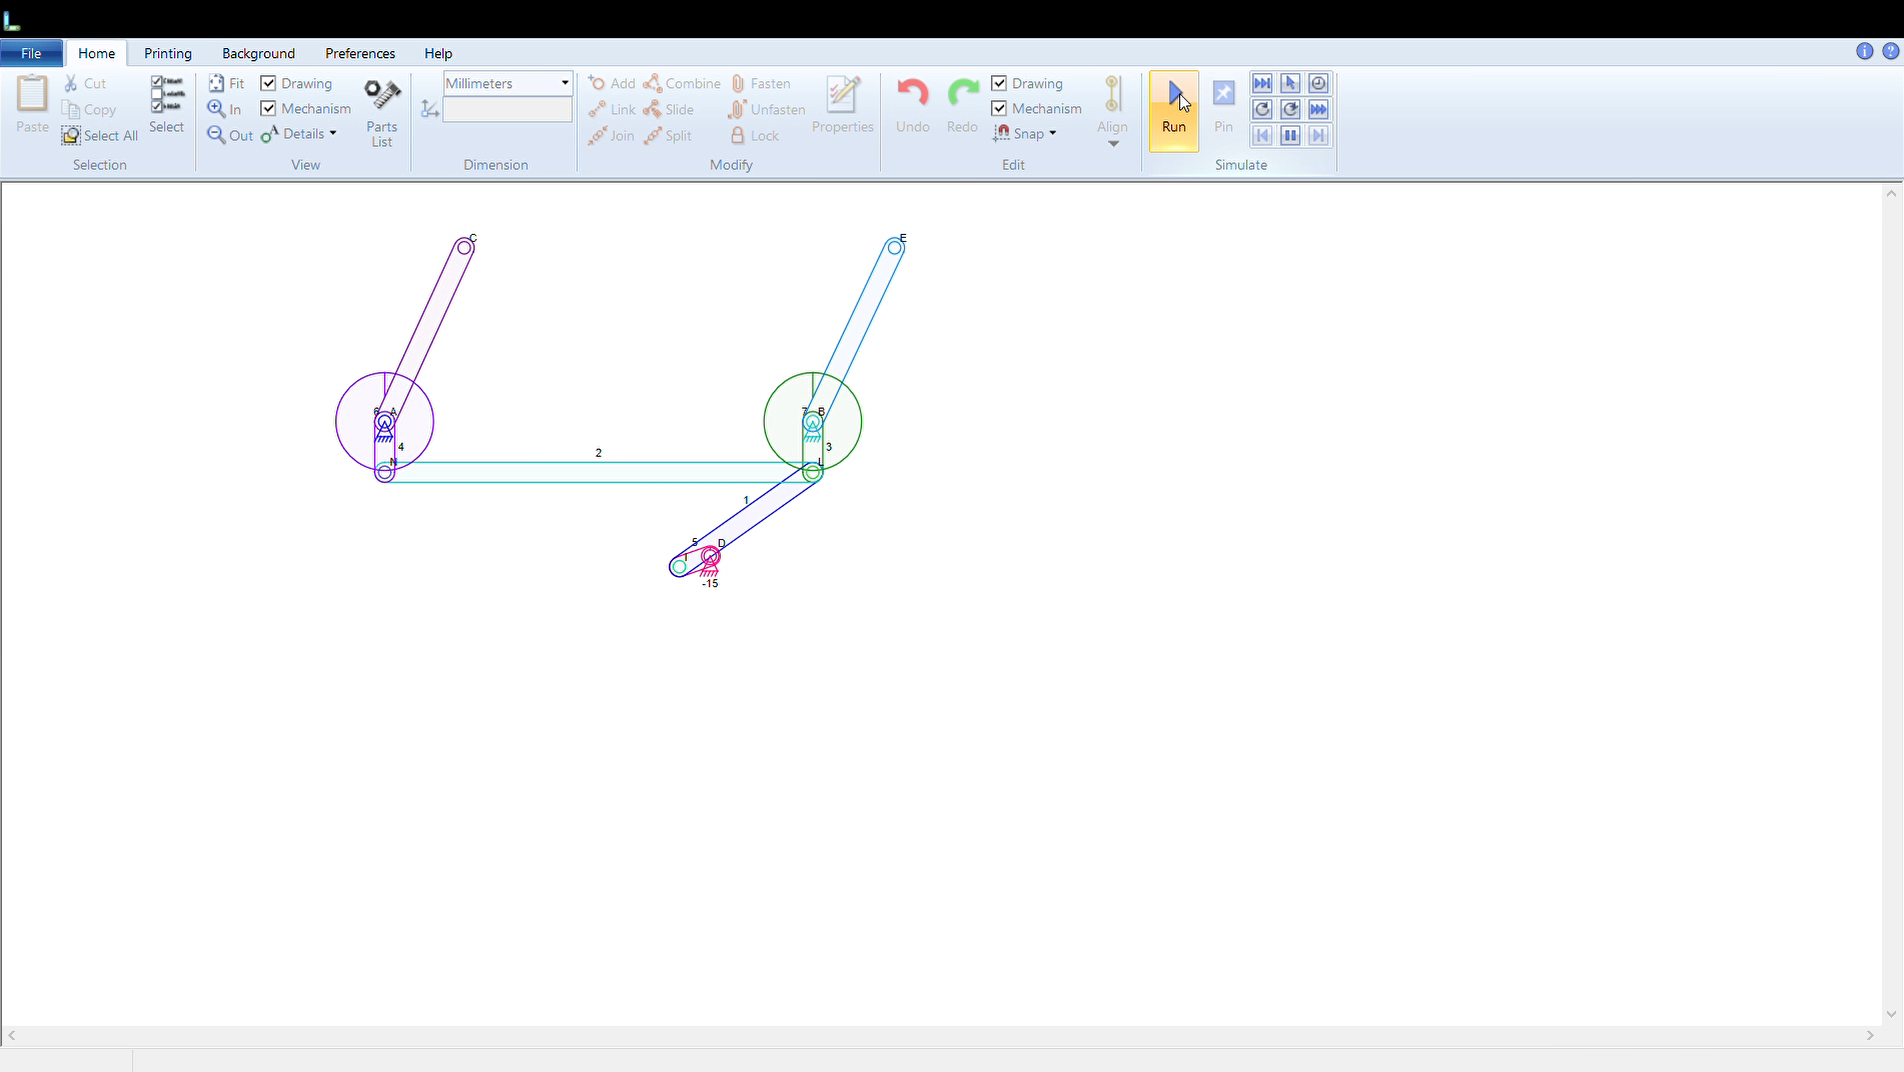 File Home Printing Background Preferences Help
Paste
Cut
Copy
Select All
Select
Selection
Fit
In
Out
Drawing
Mechanism
Details
Parts
List
View
Millimeters
Dimension
Add
Link
Join
Combine
Slide
Split
Fasten
Unfasten
Lock
Properties
Modify
Undo
Redo
Drawing
Mechanism
Snap
Align
Edit
Run
Pin
Simulate
C
E
6 A
7 B
4
3
N
2
L
1
5 D
-15